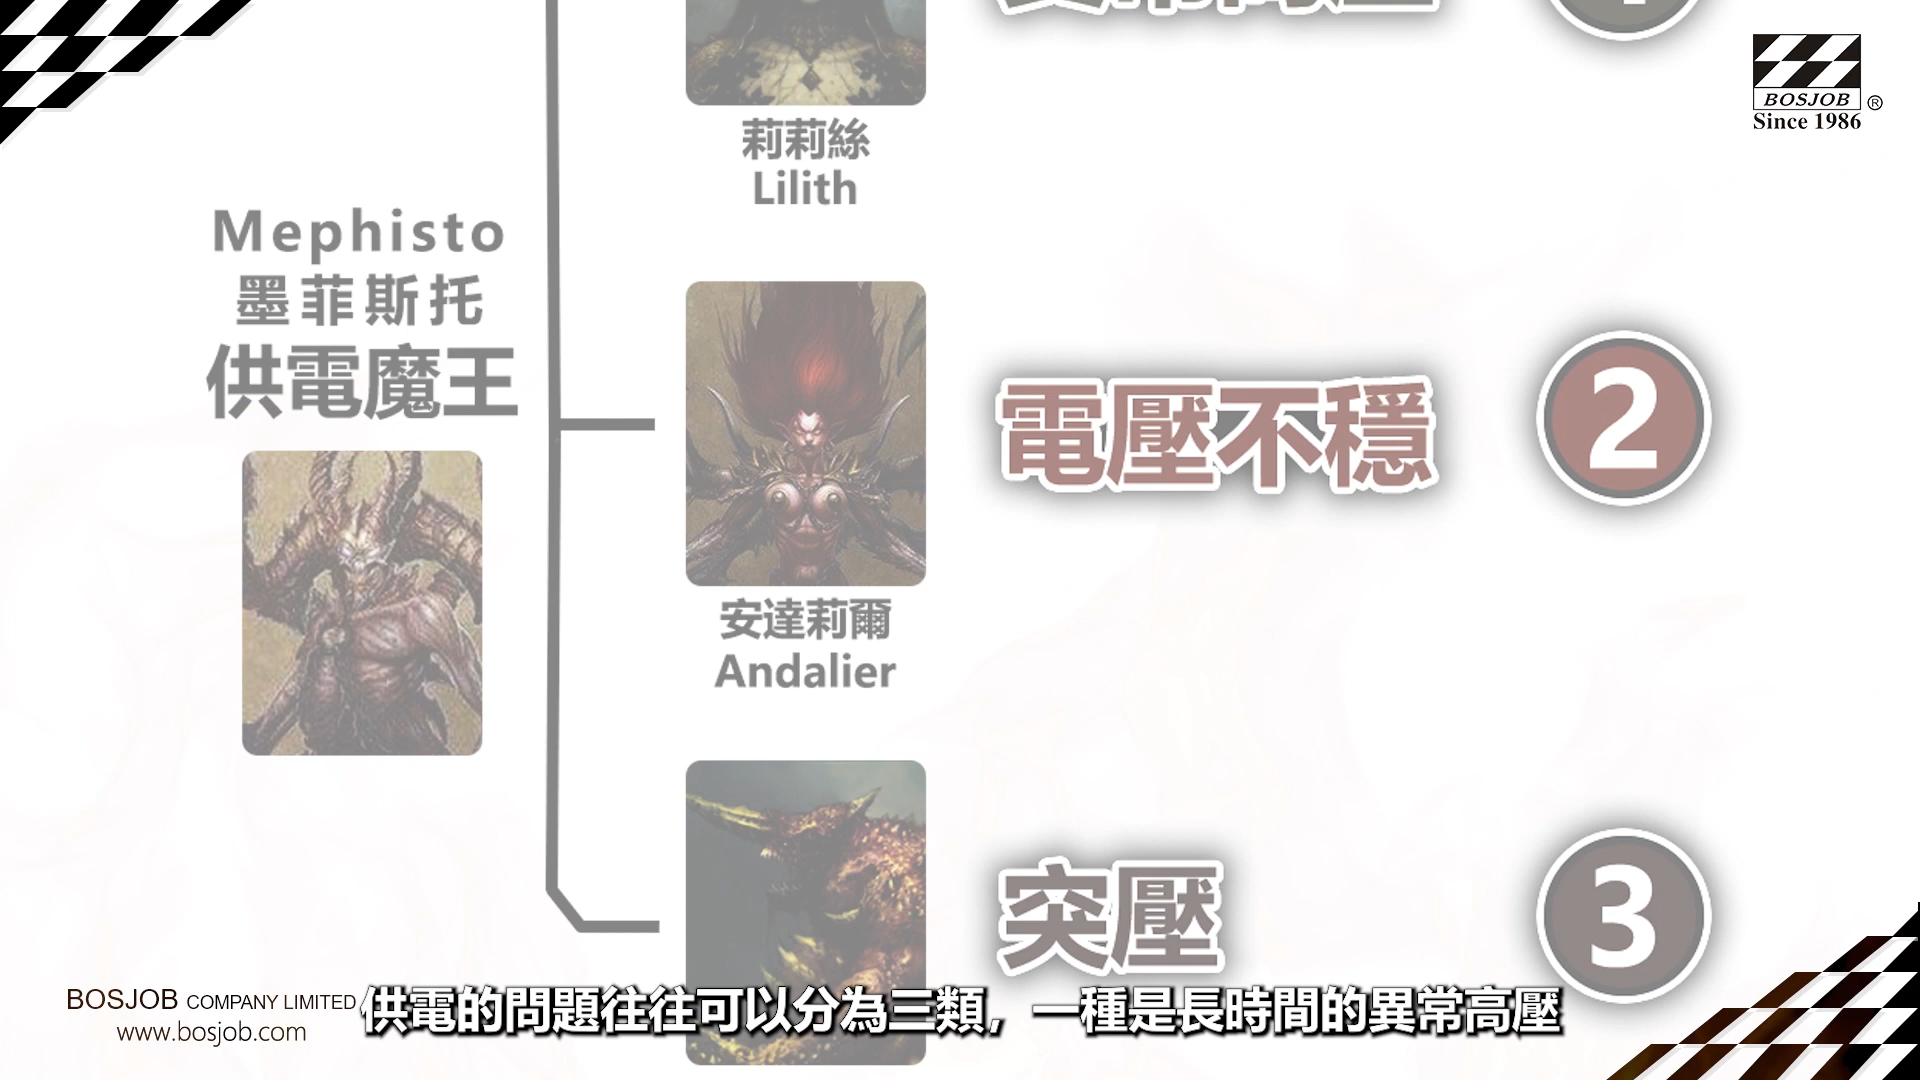 BOSJOB ®
Since 1986
莉莉絲
Lilith
Mephisto
墨菲斯托
供電魔王
電壓不穩
2
安達莉爾
Andalier
突壓
3
BOSJOB COMPANY LIMITED
www.bosjob.com
供電的問題往往可以分為三類，一種是長時間的異常高壓